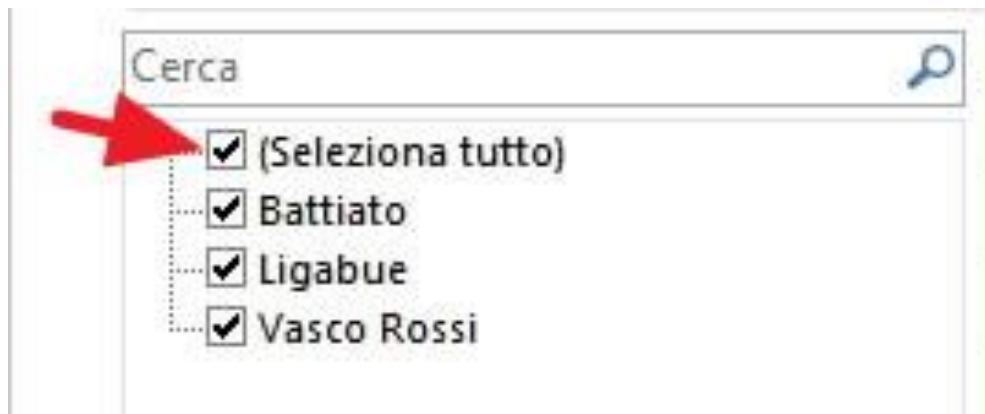 Cerca
(Seleziona tutto)
Battiato
Ligabue
Vasco Rossi